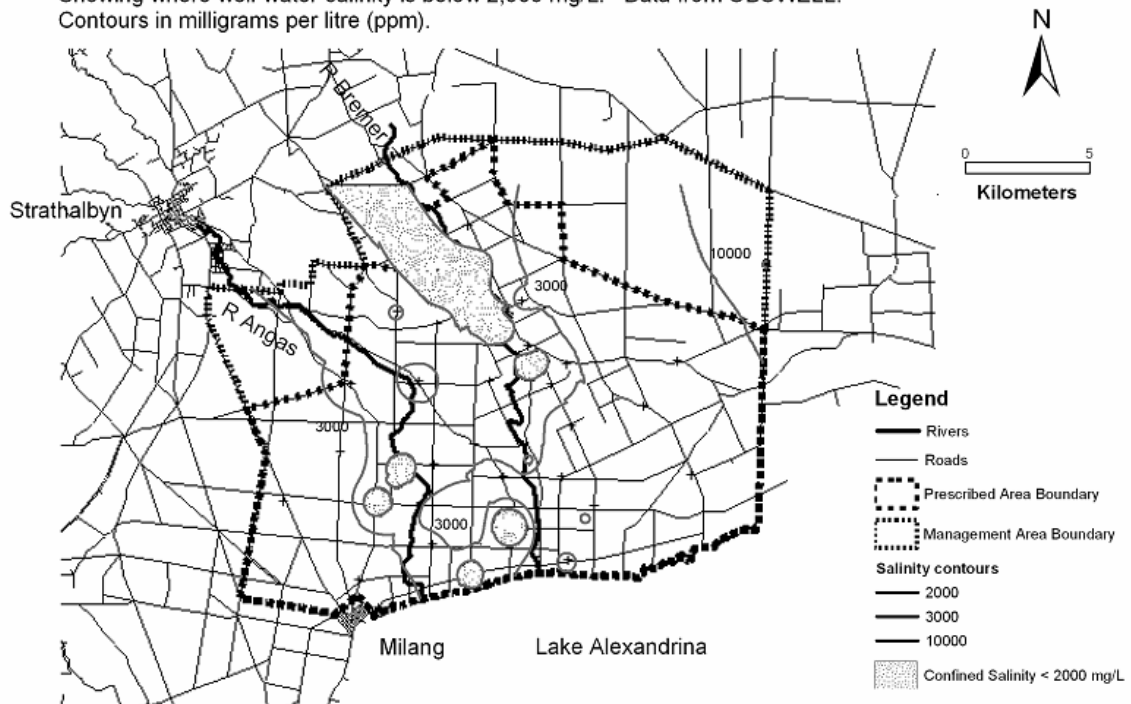 Contours in milligrams per litre (ppm).
N
0 5
Kilometers
R Bremer
Strathalbyn
10000
3000
R Angas
3000
3000
Milang
Lake Alexandrina
Legend
Rivers
Roads
Prescribed Area Boundary
Management Area Boundary
Salinity contours
2000
3000
10000
Confined Salinity < 2000 mg/L